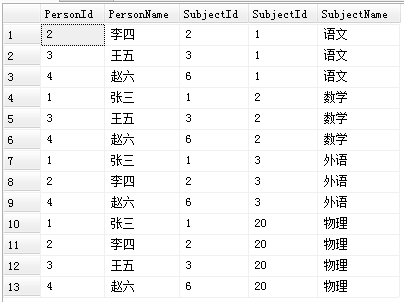 PersonId PersonName SubjectId SubjectId SubjectName
1 2 李四 2 1 语文
2 3 王五 3 1 语文
3 4 赵六 6 1 语文
4 1 张三 1 2 数学
5 3 王五 3 2 数学
6 4 赵六 6 2 数学
7 1 张三 1 3 外语
8 2 李四 2 3 外语
9 4 赵六 6 3 外语
10 1 张三 1 20 物理
11 2 李四 2 20 物理
12 3 王五 3 20 物理
13 4 赵六 6 20 物理